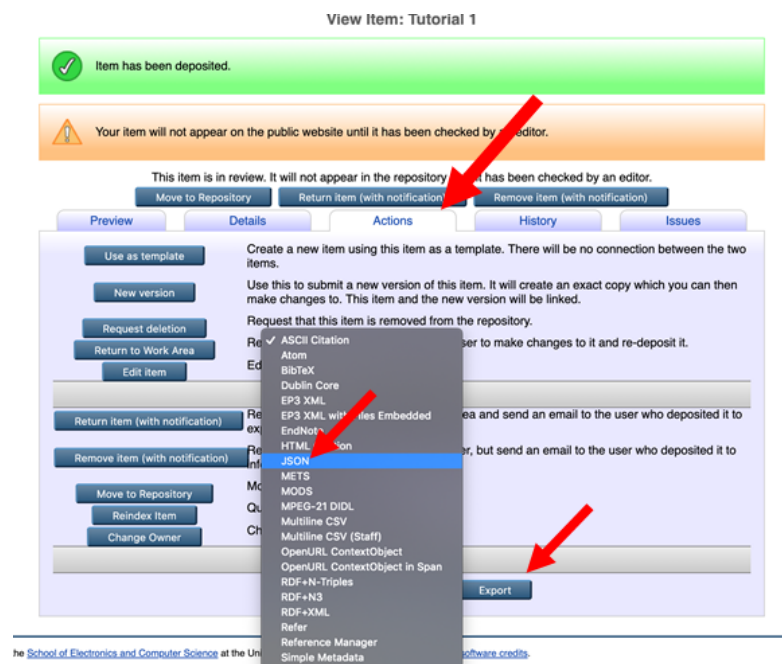 View Item: Tutorial 1
Item has been deposited.
Your item will not appear on the public website until it has been checked by editor.
This item is in review. It will not appear in the repository has been checked by an editor.
Move to Repository Return item (with notification) Remove item (with notification)
Preview Details Actions History Issues
Use as template Create a new item using this item as a template. There will be no connection between the two
items.
New version Use this to submit a new version of this item. It will create an exact copy which you can then
make changes to. This item and the new version will be linked.
Request deletion Request that this item is removed from the repository.
Return to Work Area Re ser to make changes to it and re-deposit it.
Edit item Ed
Return item (with notification) Re ea and send an email to the user who deposited it to
Remove item (with notification) er, but send an email to the user who deposited it to
Move to Repository
Reindex Item
Change Owner Ch
✓ ASCII Citation
Atom
BibTeX
Dublin Core
EP3 XML
EP3 XML with Files Embedded
EndNote
HTML
JSON
METS
MODS
MPEG-21 DIDL
Multiline CSV
Multiline CSV (Staff)
OpenURL ContextObject
OpenURL ContextObject in Span
RDF+N-Triples
RDF+N3
RDF+XML
Refer
Reference Manager
Simple Metadata
Export
he School of Electronics and Computer Science at the Uni oftware credits.